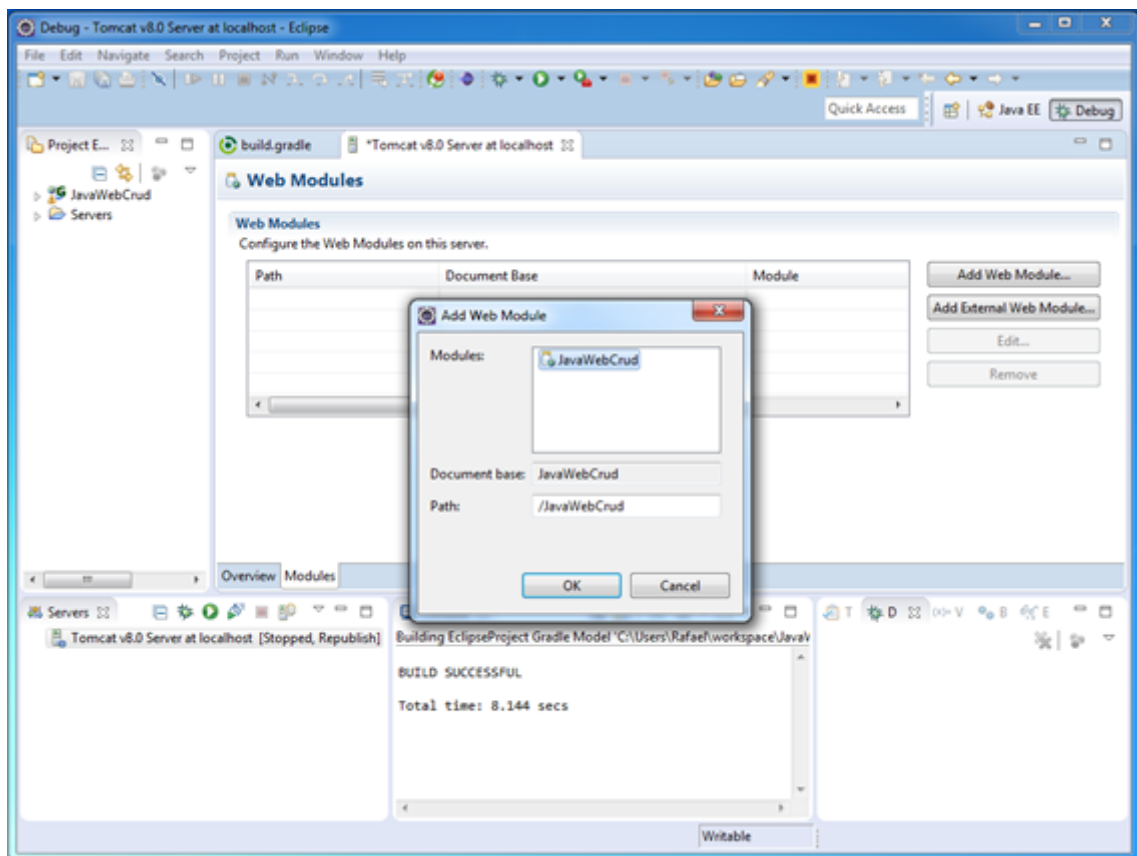 Debug - Tomcat v8.0 Server at localhost - Eclipse
File Edit Navigate Search Project Run Window Help
Quick Access Java EE Debug
Project E... build.gradle *Tomcat v8.0 Server at localhost
Web Modules
JavaWebCrud
Servers
Web Modules
Configure the Web Modules on this server.
Path Document Base Module
Add Web Module...
Add External Web Module...
Edit...
Remove
Add Web Module
Modules: JavaWebCrud
Document base: JavaWebCrud
Path: /JavaWebCrud
OK Cancel
Overview Modules
Servers T D V B E
Tomcat v8.0 Server at localhost [Stopped, Republish]
Building EclipseProject Gradle Model 'C:\Users\Rafael\workspace\Java
BUILD SUCCESSFUL
Total time: 8.144 secs
Writable